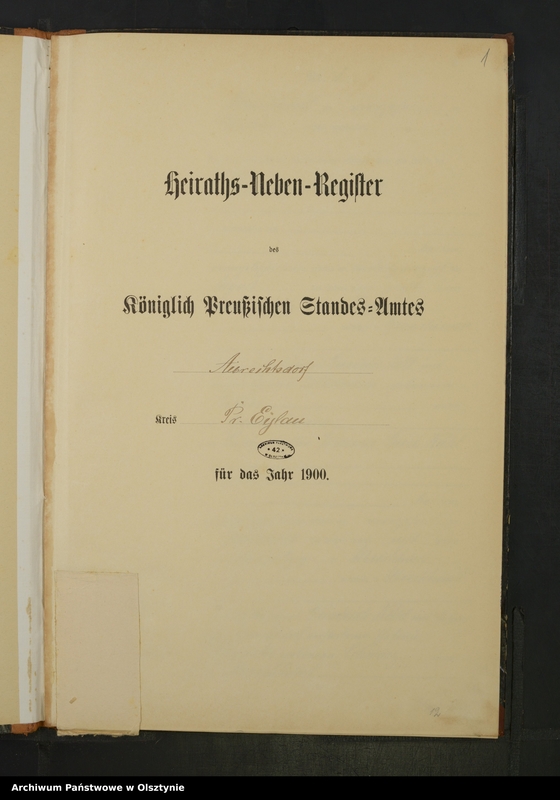 1
Heiraths-Neben-Register
des
Königlich Preußischen Standes-Amtes
Albrechtsdorf
Kreis Pr. Eylau
42
für das Jahr 1900.
Archiwum Państwowe w Olsztynie